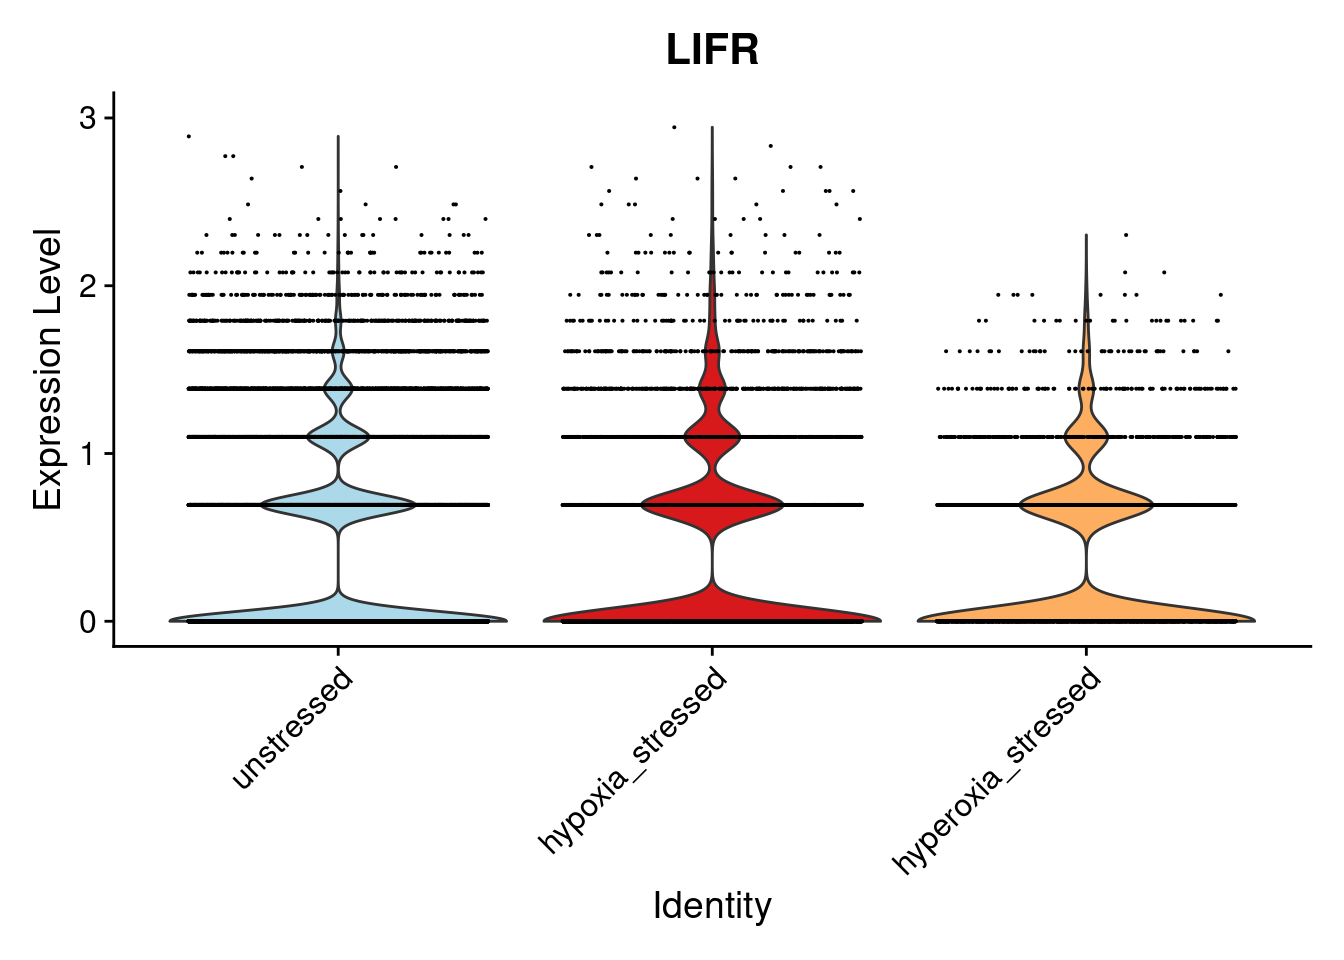 LIFR
Expression Level
3
2
1
0
unstressed
hypoxia_stressed
hyperoxia_stressed
Identity